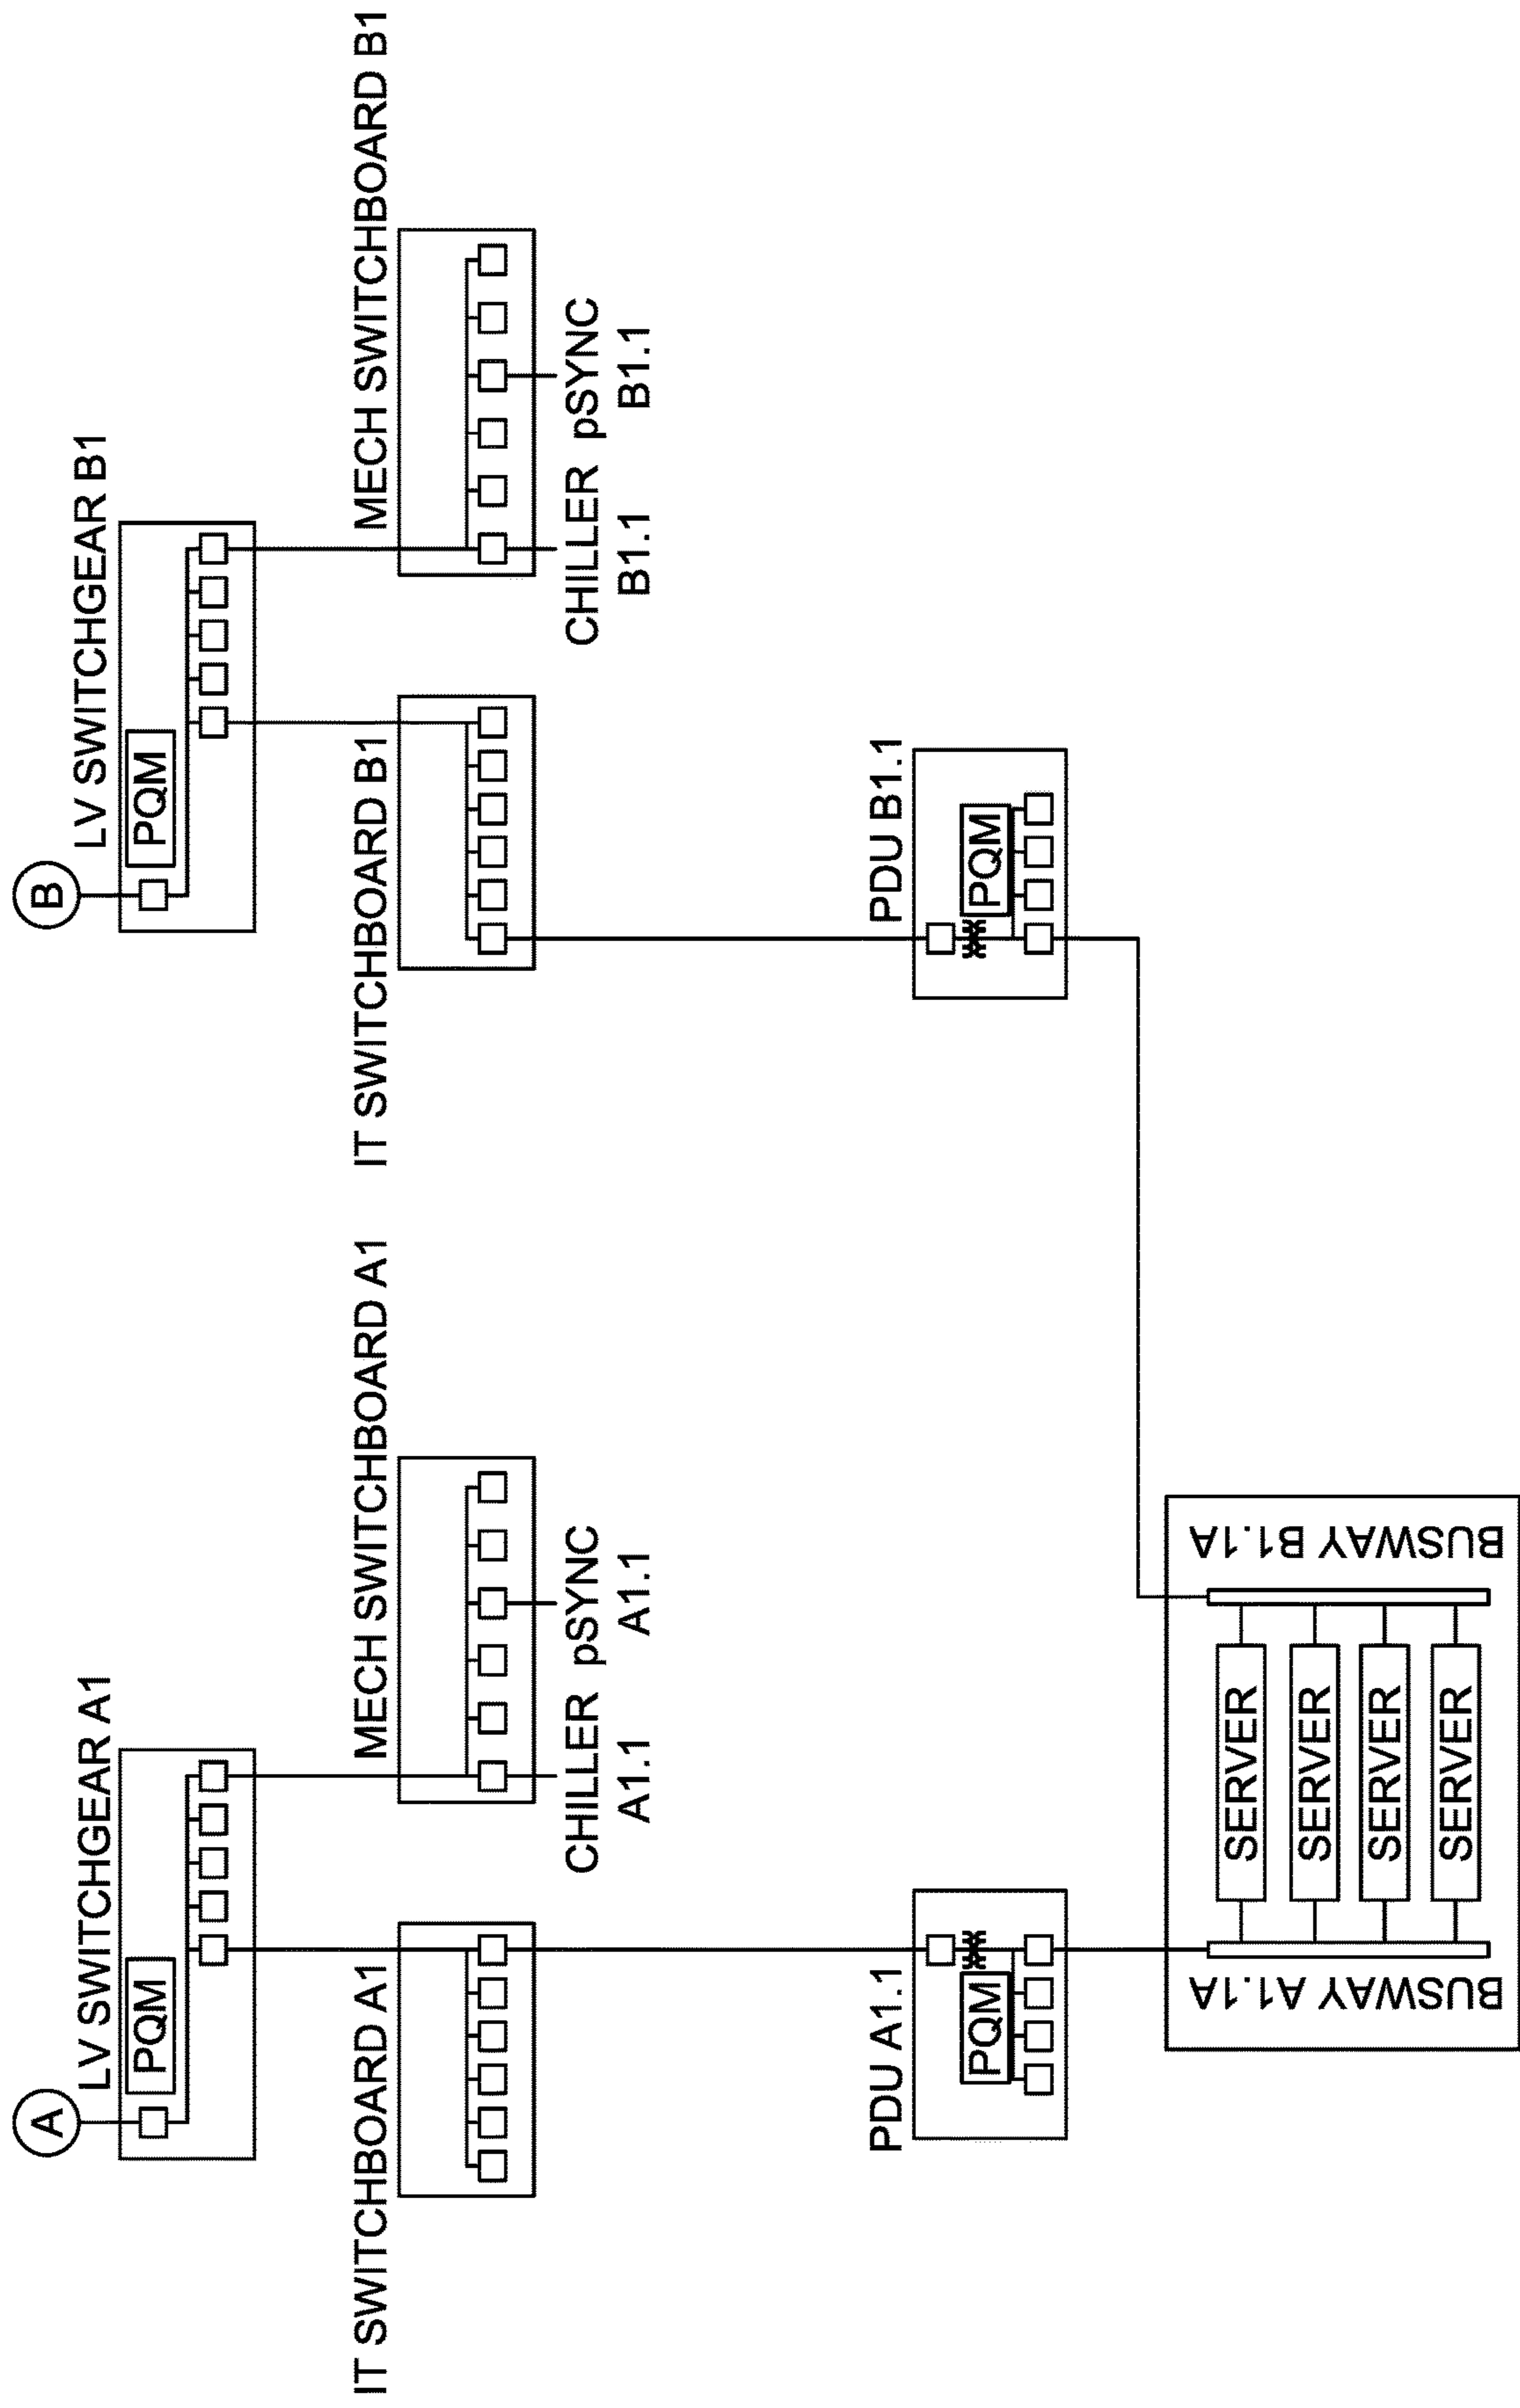 A
B
LV SWITCHGEAR A1
LV SWITCHGEAR B1
PQM
PQM
IT SWITCHBOARD A1
MECH SWITCHBOARD A1
IT SWITCHBOARD B1
MECH SWITCHBOARD B1
CHILLER
A1.1
pSYNC
A1.1
CHILLER
B1.1
pSYNC
B1.1
PDU A1.1
PDU B1.1
PQM
PQM
BUSWAY A1.1A
SERVER
SERVER
SERVER
SERVER
BUSWAY B1.1A